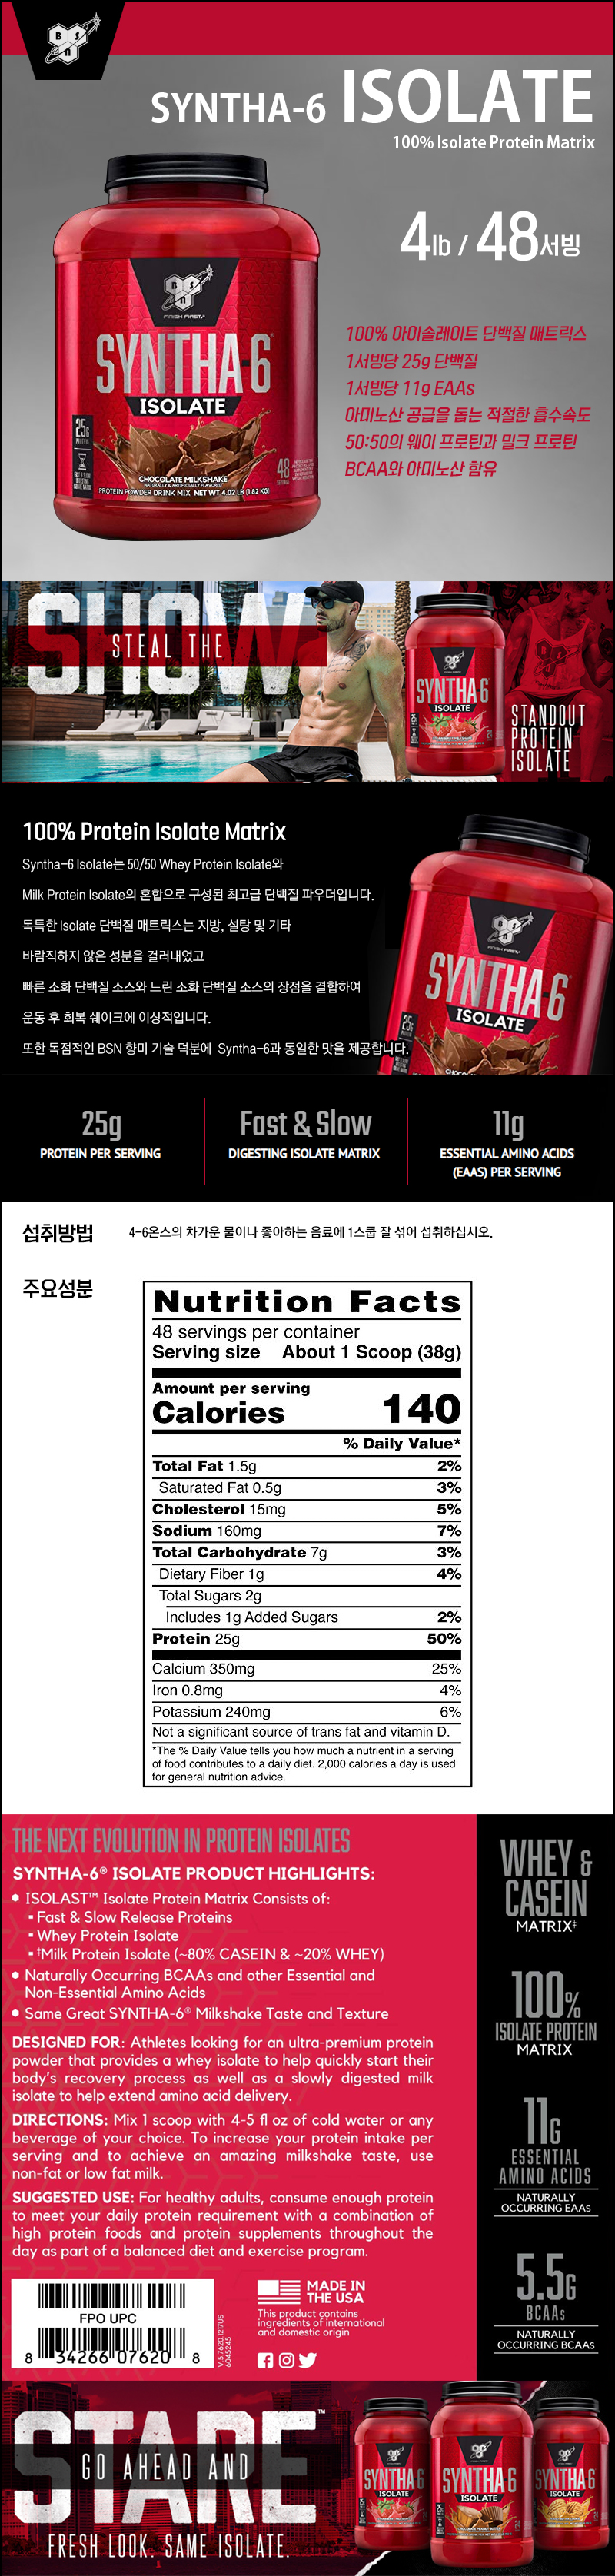 BSN
SYNTHA-6 ISOLATE
100% Isolate Protein Matrix
4lb / 48서빙
BSN
FINISH FIRST.
SYNTHA-6
ISOLATE
25G
PROTEIN
48
CHOCOLATE MILKSHAKE
NATURALLY & ARTIFICIALLY FLAVORED
PROTEIN POWDER DRINK MIX NET WT 4.02 LB (1.82 KG)
100% 아이솔레이트 단백질 매트릭스
1서빙당 25g 단백질
1서빙당 11g EAAs
아미노산 공급을 돕는 적절한 흡수속도
50:50의 웨이 프로틴과 밀크 프로틴
BCAA와 아미노산 함유
SHOW
STEAL THE
SYNTHA-6
ISOLATE
STANDOUT
PROTEIN
ISOLATE
100% Protein Isolate Matrix
Syntha-6 Isolate는 50/50 Whey Protein Isolate와
Milk Protein Isolate의 혼합으로 구성된 최고급 단백질 파우더입니다.
독특한 Isolate 단백질 매트릭스는 지방, 설탕 및 기타
바람직하지 않은 성분을 걸러내었고
빠른 소화 단백질 소스와 느린 소화 단백질 소스의 장점을 결합하여
운동 후 회복 쉐이크에 이상적입니다.
또한 독점적인 BSN 향미 기술 덕분에 Syntha-6과 동일한 맛을 제공합니다.
BSN
FINISH FIRST.
SYNTHA-6
ISOLATE
25G
25g
PROTEIN PER SERVING
Fast & Slow
DIGESTING ISOLATE MATRIX
11g
ESSENTIAL AMINO ACIDS
(EAAS) PER SERVING
섭취방법
4-6온스의 차가운 물이나 좋아하는 음료에 1스쿱 잘 섞어 섭취하십시오.
주요성분
Nutrition Facts
48 servings per container
Serving size About 1 Scoop (38g)
Amount per serving
Calories 140
% Daily Value*
Total Fat 1.5g 2%
Saturated Fat 0.5g 3%
Cholesterol 15mg 5%
Sodium 160mg 7%
Total Carbohydrate 7g 3%
Dietary Fiber 1g 4%
Total Sugars 2g
Includes 1g Added Sugars 2%
Protein 25g 50%
Calcium 350mg 25%
Iron 0.8mg 4%
Potassium 240mg 6%
Not a significant source of trans fat and vitamin D.
*The % Daily Value tells you how much a nutrient in a serving
of food contributes to a daily diet. 2,000 calories a day is used
for general nutrition advice.
THE NEXT EVOLUTION IN PROTEIN ISOLATES
SYNTHA-6® ISOLATE PRODUCT HIGHLIGHTS:
• ISOLAST™ Isolate Protein Matrix Consists of:
▪ Fast & Slow Release Proteins
▪ Whey Protein Isolate
▪ ‡Milk Protein Isolate (~80% CASEIN & ~20% WHEY)
• Naturally Occurring BCAAs and other Essential and
Non-Essential Amino Acids
• Same Great SYNTHA-6® Milkshake Taste and Texture
DESIGNED FOR: Athletes looking for an ultra-premium protein
powder that provides a whey isolate to help quickly start their
body's recovery process as well as a slowly digested milk
isolate to help extend amino acid delivery.
DIRECTIONS: Mix 1 scoop with 4-5 fl oz of cold water or any
beverage of your choice. To increase your protein intake per
serving and to achieve an amazing milkshake taste, use
non-fat or low fat milk.
SUGGESTED USE: For healthy adults, consume enough protein
to meet your daily protein requirement with a combination of
high protein foods and protein supplements throughout the
day as part of a balanced diet and exercise program.
FPO UPC
8 34266 07620 8
V.5.7620.1217US
6045245
MADE IN
THE USA
This product contains
ingredients of international
and domestic origin
WHEY &
CASEIN
MATRIX‡
100%
ISOLATE PROTEIN
MATRIX
11G
ESSENTIAL
AMINO ACIDS
NATURALLY
OCCURRING EAAs
5.5G
BCAAs
NATURALLY
OCCURRING BCAAs
STARE™
GO AHEAD AND
FRESH LOOK. SAME ISOLATE.
SYNTHA-6
ISOLATE
SYNTHA-6
ISOLATE
SYNTHA-6
ISOLATE